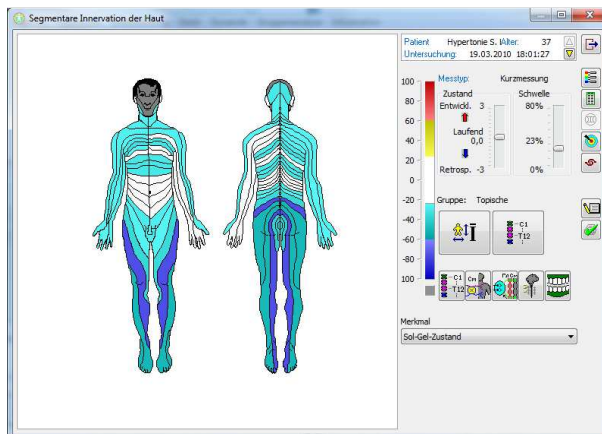 Segmentare Innervation der Haut
Patient Hypertonie S. Alter. 37
Untersuchung: 19.03.2010 18:01:27
Messtyp: Kurzmessung
Zustand Schwelle
Entwickl. 3 80%
Laufend
0,0 23%
Retrosp. -3 0%
100
80
60
40
20
0
-20
-40
-60
-80
100
Gruppe: Topische
I
C1
T12
C1
T12
Cm
Merkmal
Sol-Gel-Zustand